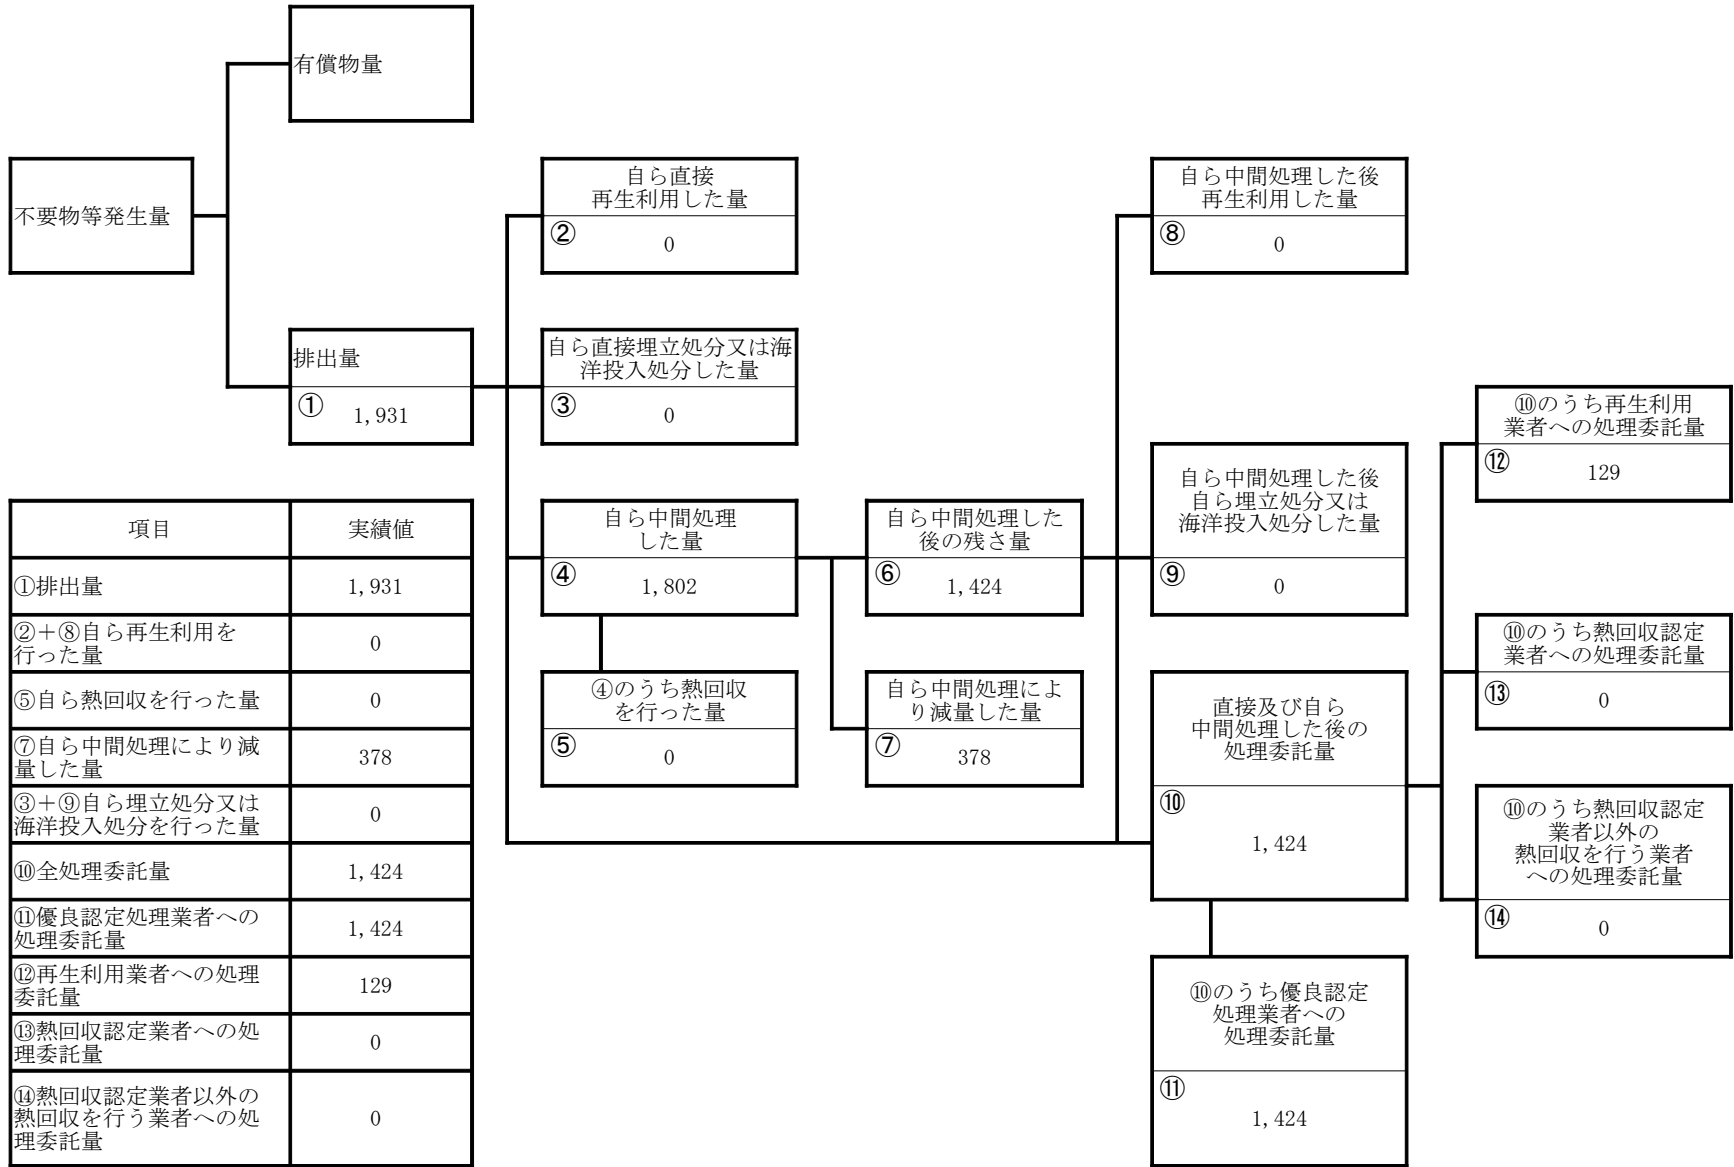 有償物量
不要物等発生量
排出量
①
1,931
自ら直接
再生利用した量
②
0
自ら直接埋立処分又は海
洋投入処分した量
③
0
自ら中間処理
した量
④
1,802
④のうち熱回収
を行った量
⑤
0
自ら中間処理した
後の残さ量
⑥
1,424
自ら中間処理によ
り減量した量
⑦
378
自ら中間処理した後
再生利用した量
⑧
0
自ら中間処理した後
自ら埋立処分又は
海洋投入処分した量
⑨
0
直接及び自ら
中間処理した後の
処理委託量
⑩
1,424
⑩のうち優良認定
処理業者への
処理委託量
⑪
1,424
⑩のうち再生利用
業者への処理委託量
⑫
129
⑩のうち熱回収認定
業者への処理委託量
⑬
0
⑩のうち熱回収認定
業者以外の
熱回収を行う業者
への処理委託量
⑭
0
項目 実績値
①排出量 1,931
②+⑧自ら再生利用を
行った量 0
⑤自ら熱回収を行った量 0
⑦自ら中間処理により減
量した量 378
③+⑨自ら埋立処分又は
海洋投入処分を行った量 0
⑩全処理委託量 1,424
⑪優良認定処理業者への
処理委託量 1,424
⑫再生利用業者への処理
委託量 129
⑬熱回収認定業者への処
理委託量 0
⑭熱回収認定業者以外の
熱回収を行う業者への処
理委託量 0